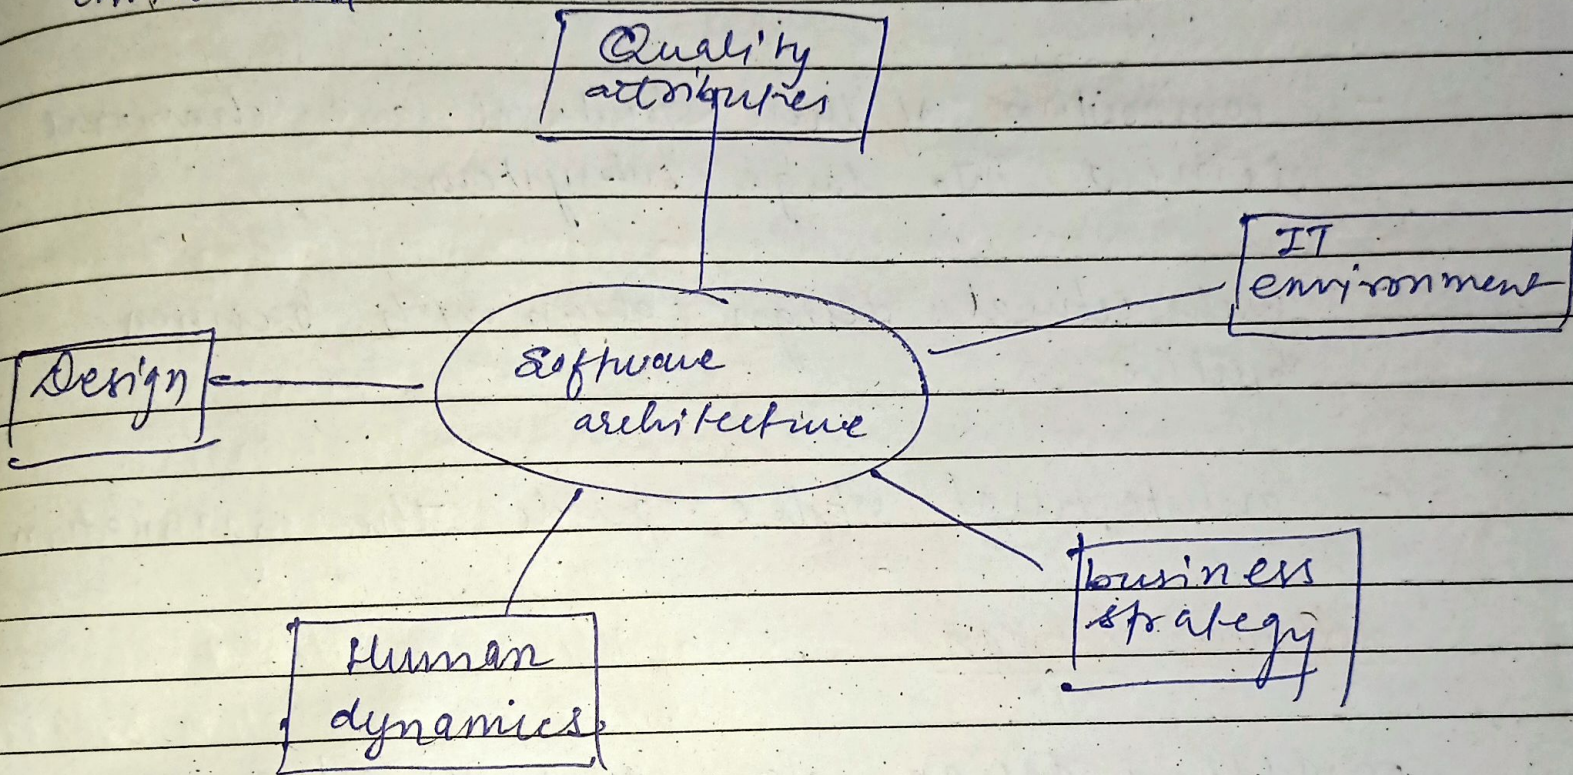 Quality
attributes
IT
environment
Software
architecture
Design
business
strategy
Human
dynamics